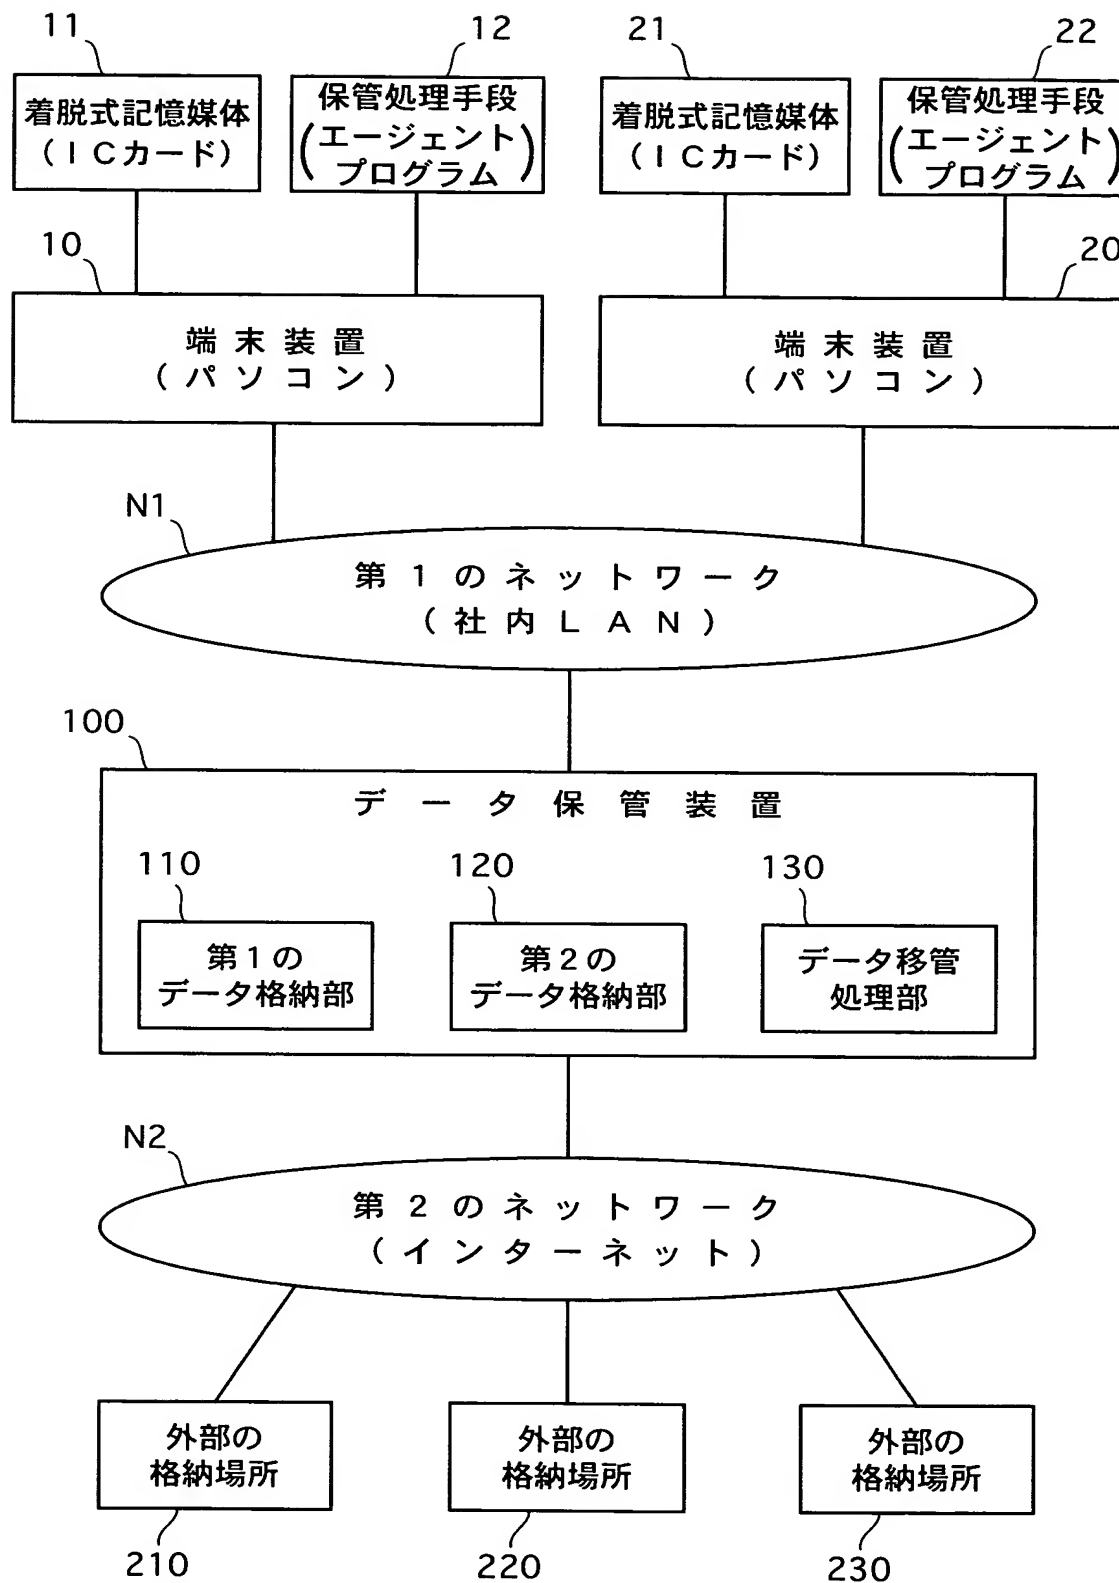 11
12
21
22
着脱式記憶媒体
(ICカード)
保管処理手段
(エージェント
プログラム)
着脱式記憶媒体
(ICカード)
保管処理手段
(エージェント
プログラム)
10
20
端末装置
(パソコン)
端末装置
(パソコン)
N1
第1のネットワーク
(社内LAN)
100
データ保管装置
110
120
130
第1の
データ格納部
第2の
データ格納部
データ移管
処理部
N2
第2のネットワーク
(インターネット)
外部の
格納場所
外部の
格納場所
外部の
格納場所
210
220
230